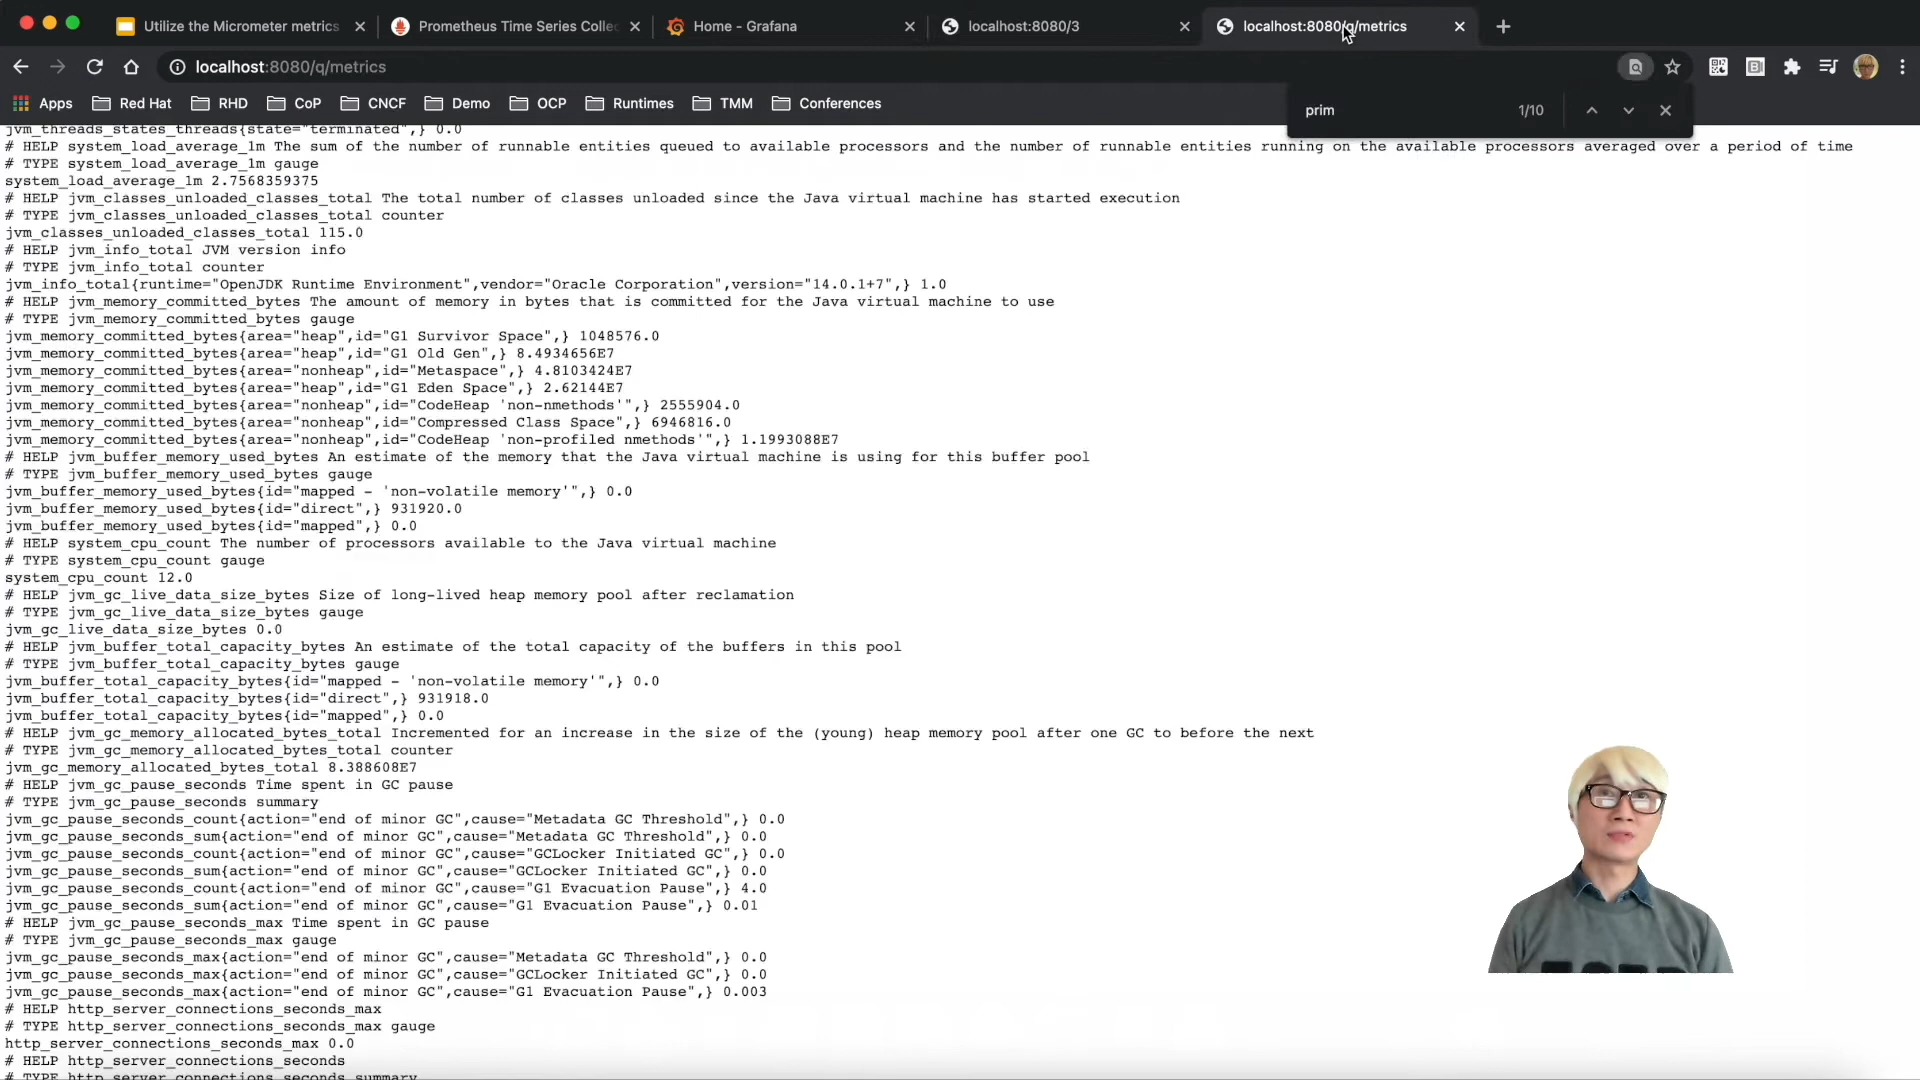 Utilize the Micrometer metrics
Prometheus Time Series Collec
Home - Grafana
localhost:8080/3
localhost:8080/q/metrics
localhost:8080/q/metrics
Apps
Red Hat
RHD
CoP
CNCF
Demo
OCP
Runtimes
TMM
Conferences
prim
1/10
jvm_threads_states_threads{state="terminated",} 0.0
# HELP system_load_average_1m The sum of the number of runnable entities queued to available processors and the number of runnable entities running on the available processors averaged over a period of time
# TYPE system_load_average_1m gauge
system_load_average_1m 2.7568359375
# HELP jvm_classes_unloaded_classes_total The total number of classes unloaded since the Java virtual machine has started execution
# TYPE jvm_classes_unloaded_classes_total counter
jvm_classes_unloaded_classes_total 115.0
# HELP jvm_info_total JVM version info
# TYPE jvm_info_total counter
jvm_info_total{runtime="OpenJDK Runtime Environment",vendor="Oracle Corporation",version="14.0.1+7",} 1.0
# HELP jvm_memory_committed_bytes The amount of memory in bytes that is committed for the Java virtual machine to use
# TYPE jvm_memory_committed_bytes gauge
jvm_memory_committed_bytes{area="heap",id="G1 Survivor Space",} 1048576.0
jvm_memory_committed_bytes{area="heap",id="G1 Old Gen",} 8.4934656E7
jvm_memory_committed_bytes{area="nonheap",id="Metaspace",} 4.8103424E7
jvm_memory_committed_bytes{area="heap",id="G1 Eden Space",} 2.62144E7
jvm_memory_committed_bytes{area="nonheap",id="CodeHeap 'non-nmethods'",} 2555904.0
jvm_memory_committed_bytes{area="nonheap",id="Compressed Class Space",} 6946816.0
jvm_memory_committed_bytes{area="nonheap",id="CodeHeap 'non-profiled nmethods'",} 1.1993088E7
# HELP jvm_buffer_memory_used_bytes An estimate of the memory that the Java virtual machine is using for this buffer pool
# TYPE jvm_buffer_memory_used_bytes gauge
jvm_buffer_memory_used_bytes{id="mapped - 'non-volatile memory'",} 0.0
jvm_buffer_memory_used_bytes{id="direct",} 931920.0
jvm_buffer_memory_used_bytes{id="mapped",} 0.0
# HELP system_cpu_count The number of processors available to the Java virtual machine
# TYPE system_cpu_count gauge
system_cpu_count 12.0
# HELP jvm_gc_live_data_size_bytes Size of long-lived heap memory pool after reclamation
# TYPE jvm_gc_live_data_size_bytes gauge
jvm_gc_live_data_size_bytes 0.0
# HELP jvm_buffer_total_capacity_bytes An estimate of the total capacity of the buffers in this pool
# TYPE jvm_buffer_total_capacity_bytes gauge
jvm_buffer_total_capacity_bytes{id="mapped - 'non-volatile memory'",} 0.0
jvm_buffer_total_capacity_bytes{id="direct",} 931918.0
jvm_buffer_total_capacity_bytes{id="mapped",} 0.0
# HELP jvm_gc_memory_allocated_bytes_total Incremented for an increase in the size of the (young) heap memory pool after one GC to before the next
# TYPE jvm_gc_memory_allocated_bytes_total counter
jvm_gc_memory_allocated_bytes_total 8.388608E7
# HELP jvm_gc_pause_seconds Time spent in GC pause
# TYPE jvm_gc_pause_seconds summary
jvm_gc_pause_seconds_count{action="end of minor GC",cause="Metadata GC Threshold",} 0.0
jvm_gc_pause_seconds_sum{action="end of minor GC",cause="Metadata GC Threshold",} 0.0
jvm_gc_pause_seconds_count{action="end of minor GC",cause="GCLocker Initiated GC",} 0.0
jvm_gc_pause_seconds_sum{action="end of minor GC",cause="GCLocker Initiated GC",} 0.0
jvm_gc_pause_seconds_count{action="end of minor GC",cause="G1 Evacuation Pause",} 4.0
jvm_gc_pause_seconds_sum{action="end of minor GC",cause="G1 Evacuation Pause",} 0.01
# HELP jvm_gc_pause_seconds_max Time spent in GC pause
# TYPE jvm_gc_pause_seconds_max gauge
jvm_gc_pause_seconds_max{action="end of minor GC",cause="Metadata GC Threshold",} 0.0
jvm_gc_pause_seconds_max{action="end of minor GC",cause="GCLocker Initiated GC",} 0.0
jvm_gc_pause_seconds_max{action="end of minor GC",cause="G1 Evacuation Pause",} 0.003
# HELP http_server_connections_seconds_max
# TYPE http_server_connections_seconds_max gauge
http_server_connections_seconds_max 0.0
# HELP http_server_connections_seconds
# TYPE http_server_connections_seconds summary